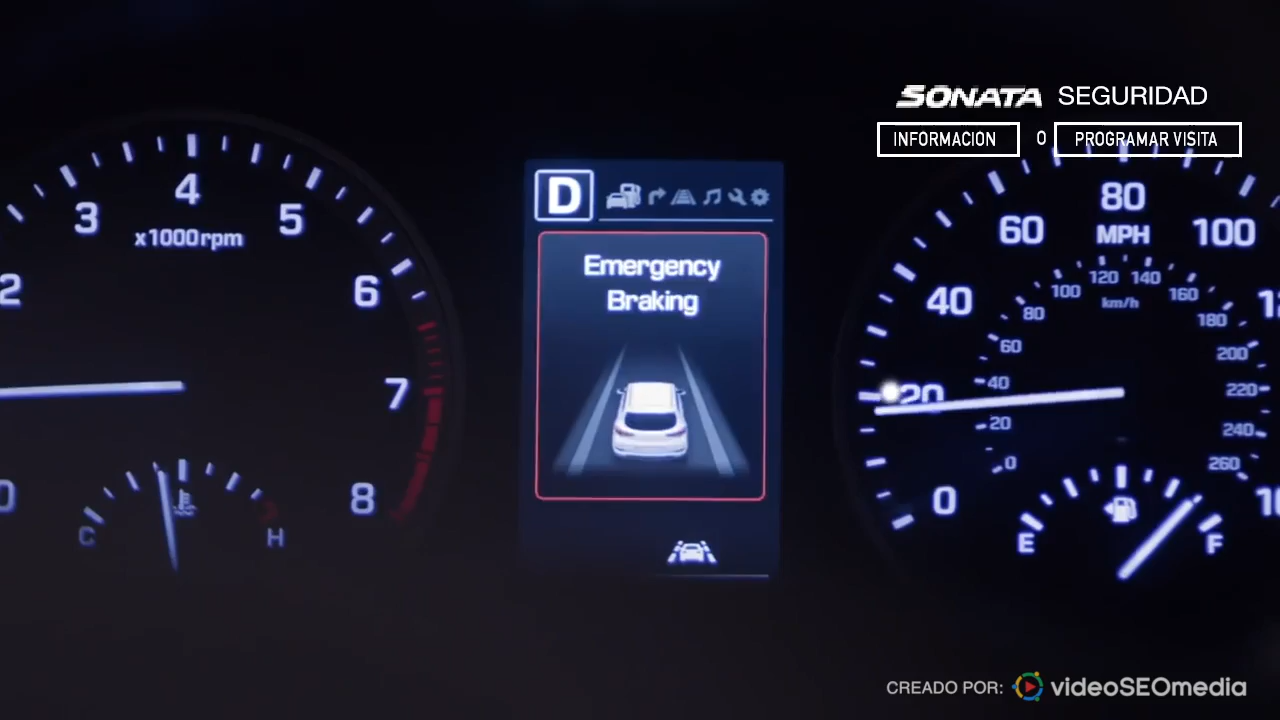 SONATA SEGURIDAD
INFORMACION O PROGRAMAR VISITA
D
Emergency
Braking
2
3
4
5
6
7
8
x1000rpm
C
H
0
20
40
60
80
100
MPH
0
20
40
60
80
100
120
140
160
180
200
220
240
260
km/h
E
F
CREADO POR: videoSEOmedia